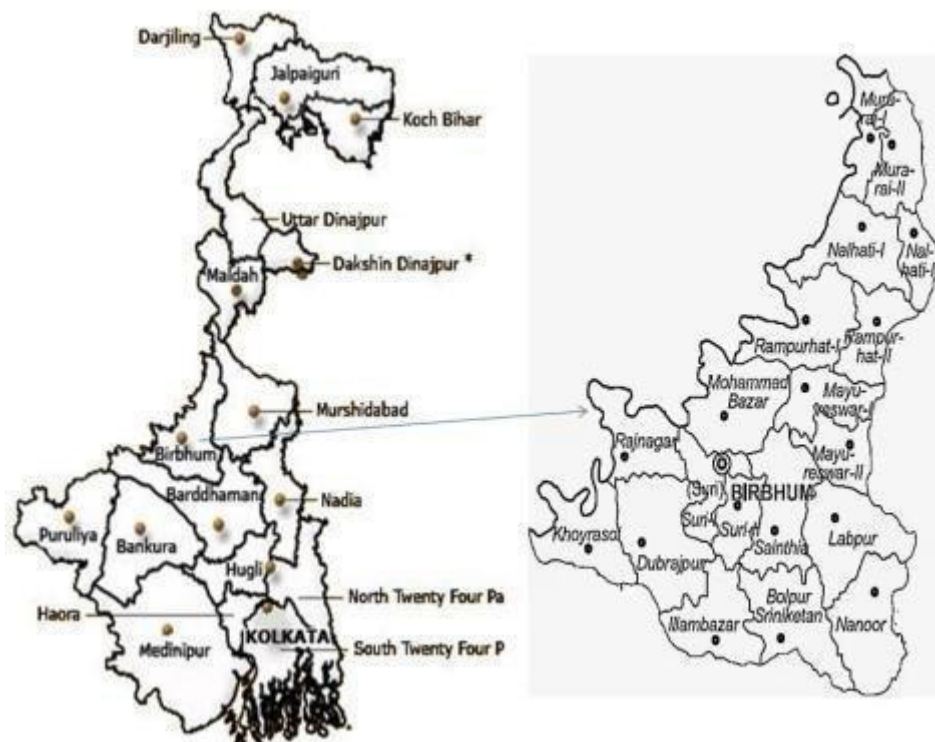 Darjiling
Jalpaiguri
Koch Bihar
Uttar Dinajpur
Dakshin Dinajpur *
Maldah
Murshidabad
Birbhum
Barddhaman
Nadia
Puruliya
Bankura
Hugli
North Twenty Four Pa
Haora
KOLKATA
Medinipur
South Twenty Four P
Mura-
rai-I
Mura-
rai-II
Nalhati-I
Nal-
hati-I
Rampurhat-I
Rampur-
hat-II
Mohammad
Bazar
Mayu-
reswar-I
Rajnagar
Mayu-
reswar-II
(Suri)
BIRBHUM
Suri-I
Suri-II
Khoyraso
Dubrajpur
Sainthia
Labpur
Illambazar
Bolpur
Sriniketan
Nanoor